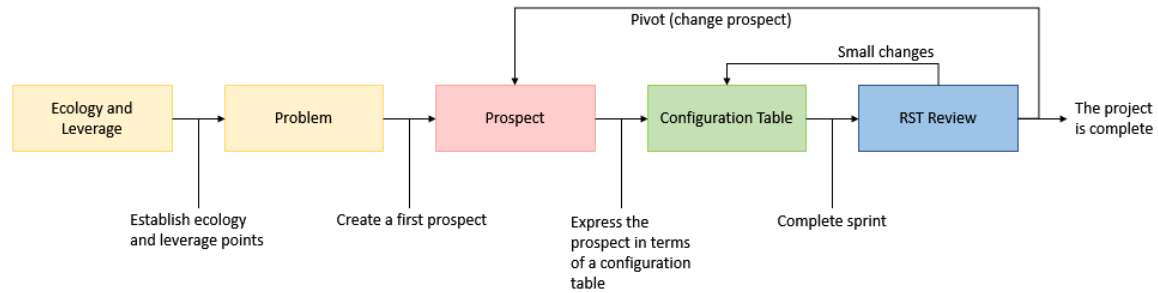 Pivot (change prospect)
Small changes
Ecology and
Leverage
Problem
Prospect
Configuration Table
RST Review
The project
is complete
Establish ecology
and leverage points
Create a first prospect
Express the
prospect in terms
of a configuration
table
Complete sprint